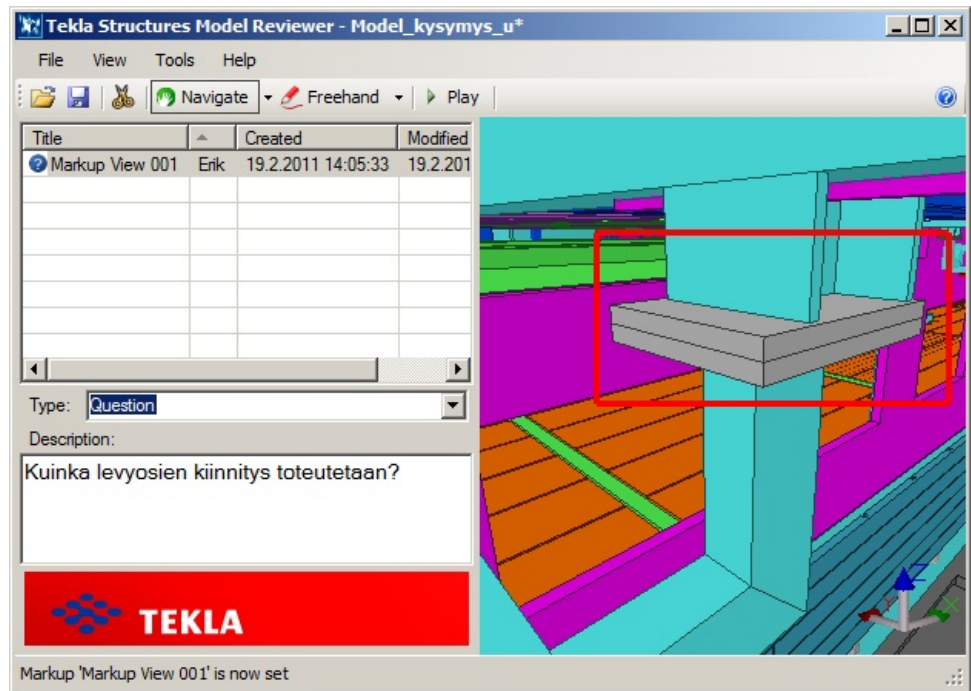 Tekla Structures Model Reviewer - Model_kysymys_u*
File View Tools Help
Navigate Freehand Play
Title Created Modified
Markup View 001 Erik 19.2.2011 14:05:33 19.2.201
Type: Question
Description:
Kuinka levyosien kiinnitys toteutetaan?
TEKLA
Z
Y
X
Markup 'Markup View 001' is now set